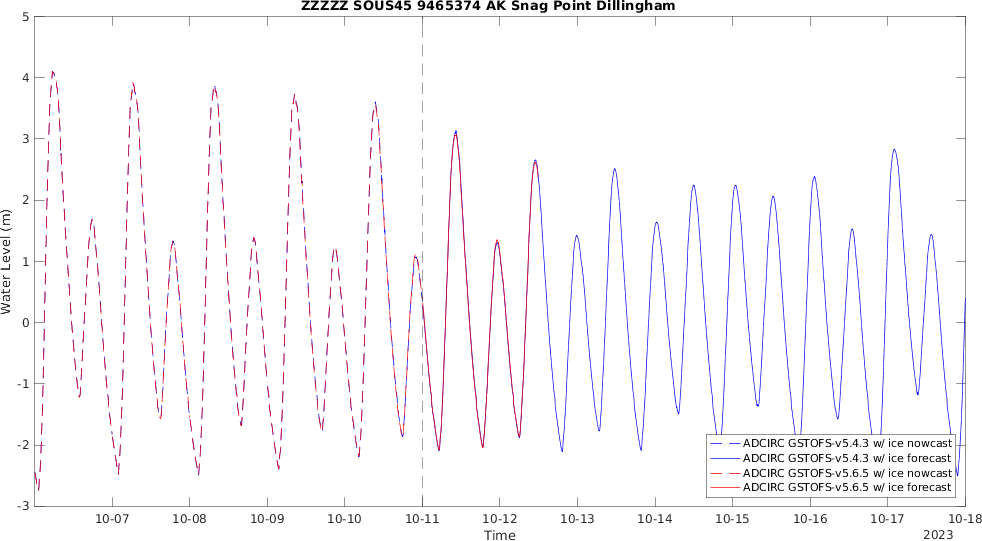 ZZZZZ SOUS45 9465374 AK Snag Point Dillingham
Water Level (m)
5
4
3
2
1
0
-1
-2
-3
ADCIRC GSTOFS-v5.4.3 w/ ice nowcast
ADCIRC GSTOFS-v5.4.3 w/ ice forecast
ADCIRC GSTOFS-v5.6.5 w/ ice nowcast
ADCIRC GSTOFS-v5.6.5 w/ ice forecast
10-07 10-08 10-09 10-10 10-11 10-12 10-13 10-14 10-15 10-16 10-17 10-18
Time
2023